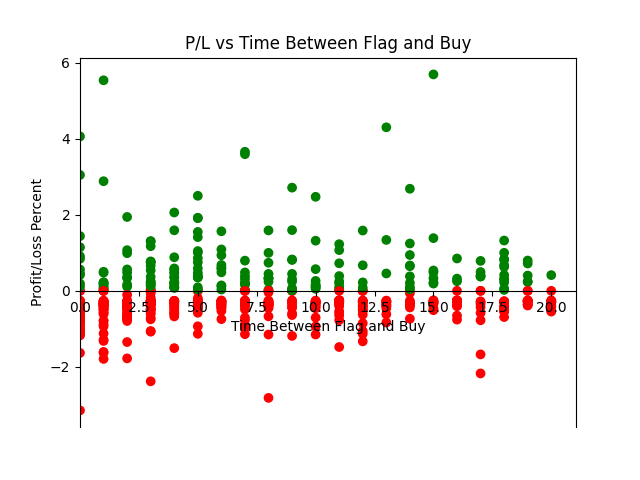 P/L vs Time Between Flag and Buy
6
4
2
0
−2
Profit/Loss Percent
0.0 2.5 5.0 7.5 10.0 12.5 15.0 17.5 20.0
Time Between Flag and Buy